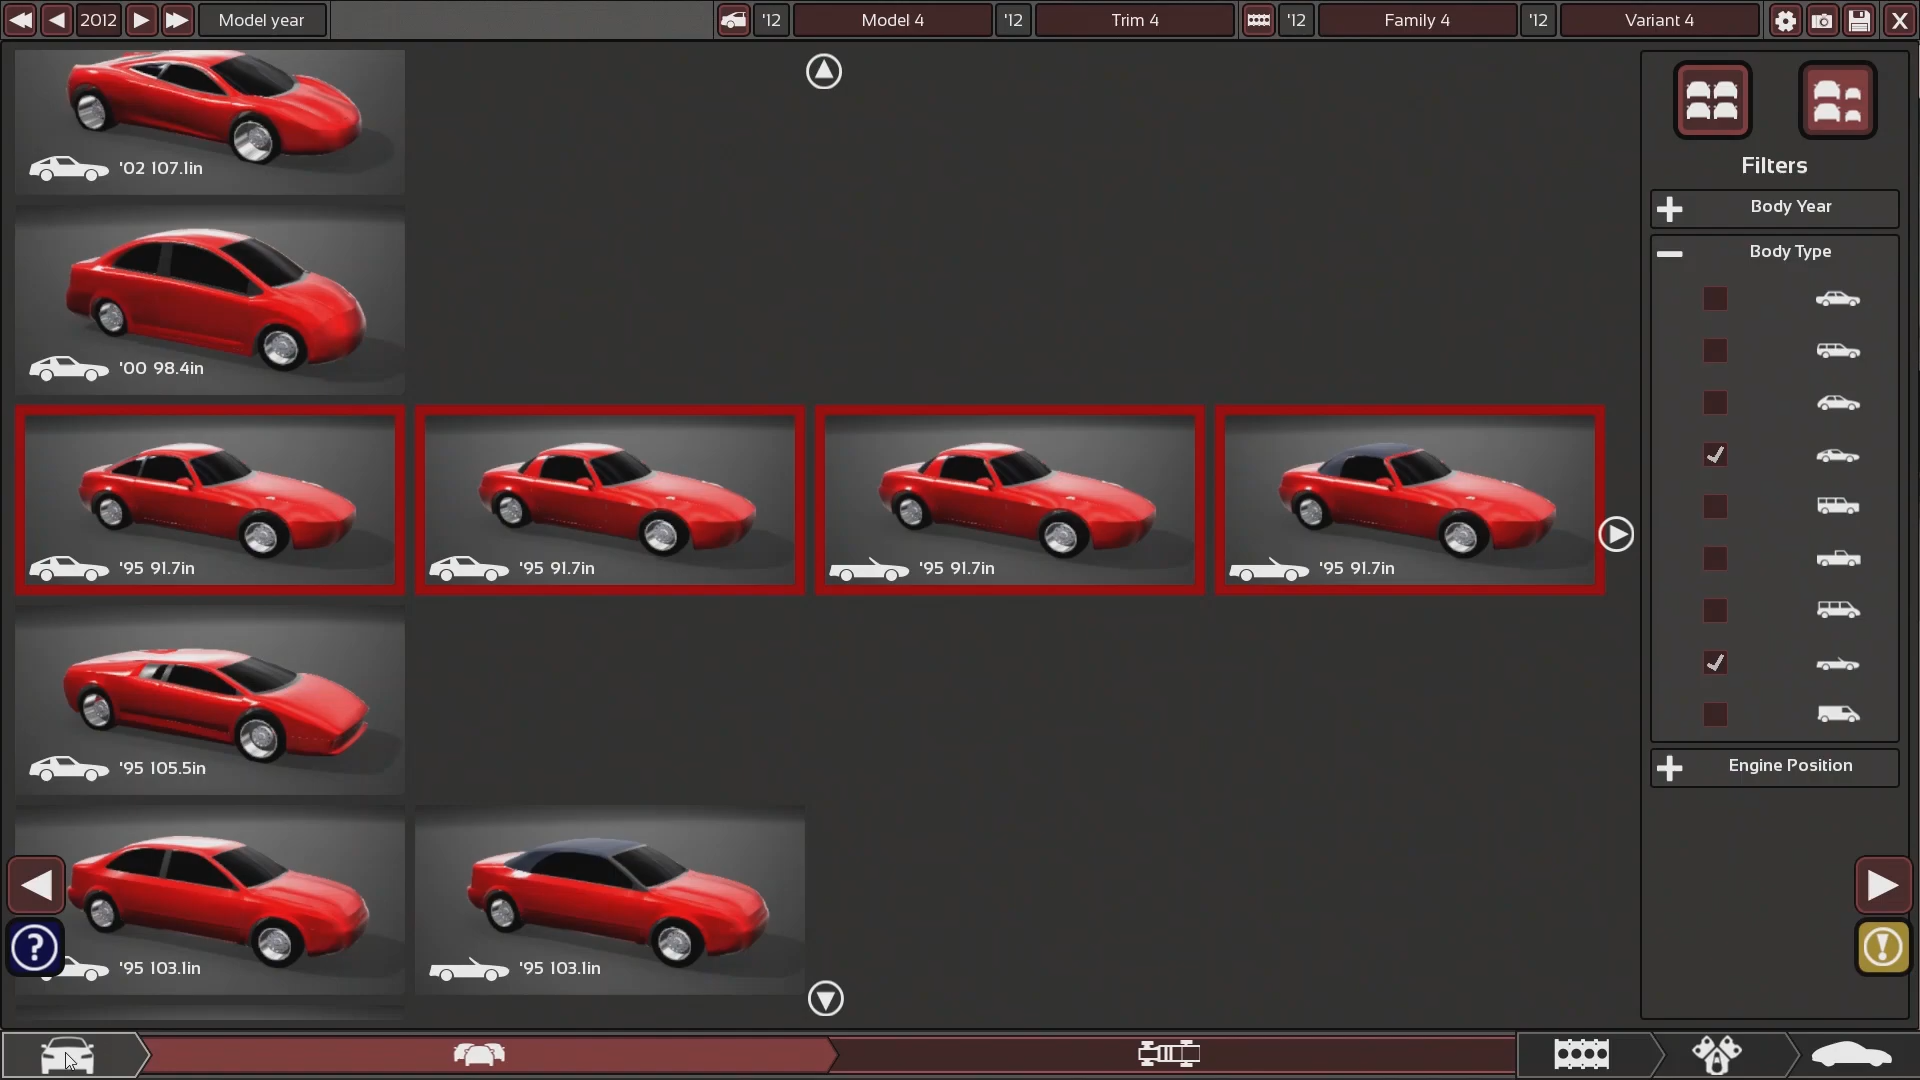 2012 Model year '12 Model 4 '12 Trim 4 '12 Family 4 '12 Variant 4 X
'02 107.1in
Filters
Body Year
Body Type
'00 98.4in
'95 91.7in '95 91.7in '95 91.7in '95 91.7in
'95 105.5in
Engine Position
'95 103.1in '95 103.1in
?
!